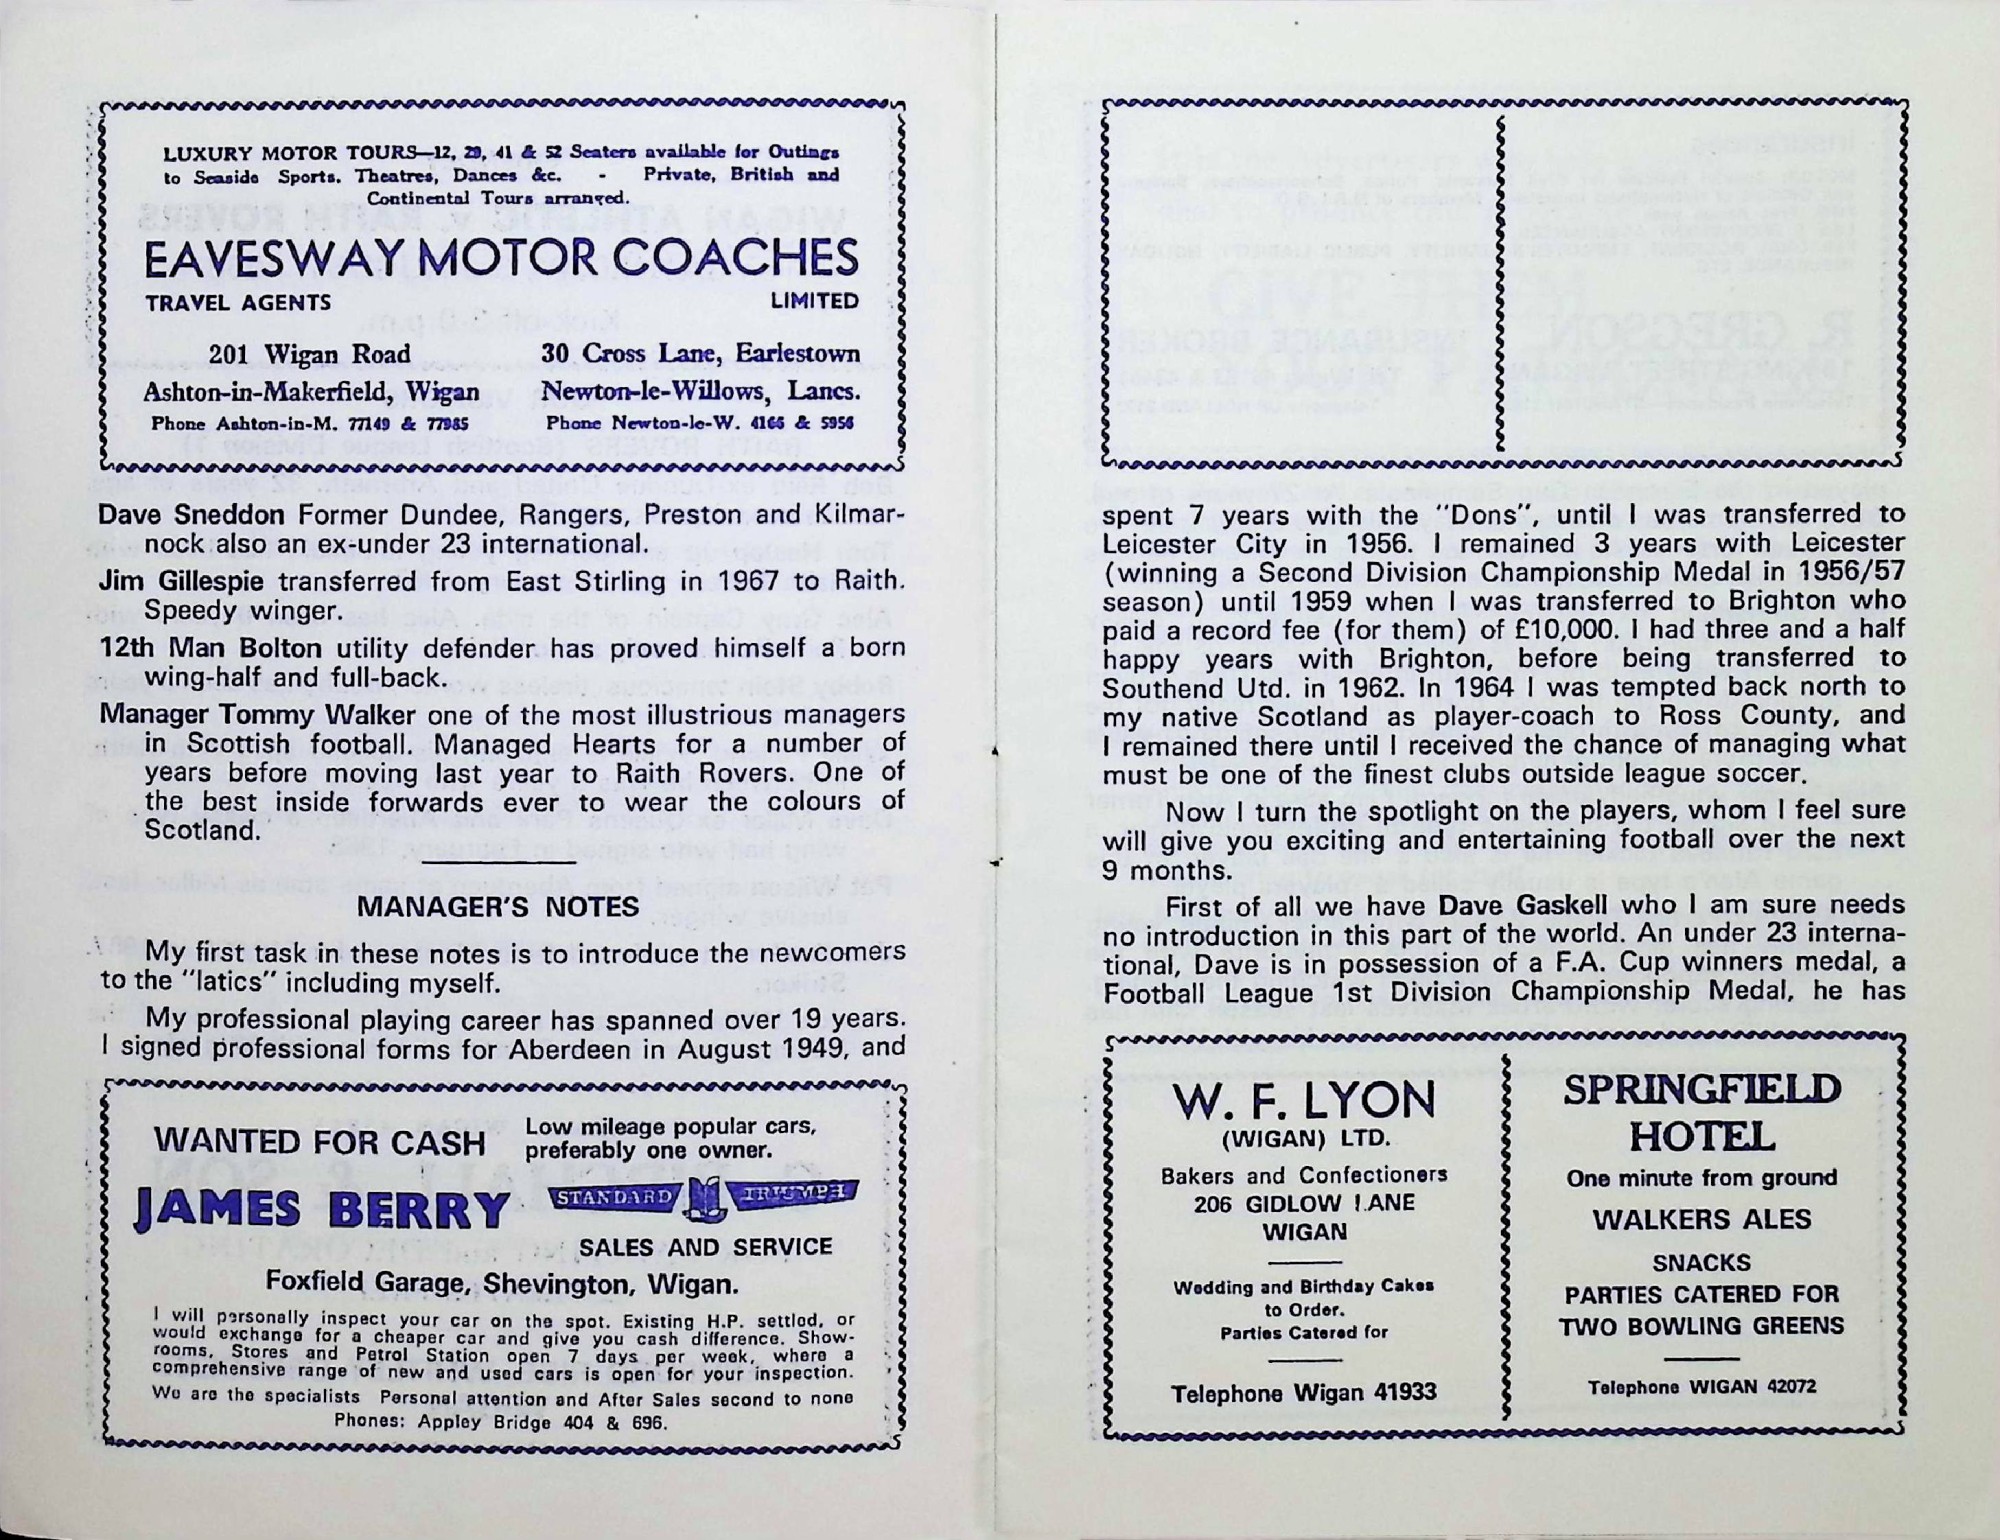 LUXURY MOTOR TOURS—12, 29, 41 & 52 Seaters available for Outings
to Seaside Sports. Theatres, Dances &c. - Private, British and
Continental Tours arranged.
EAVESWAY MOTOR COACHES
TRAVEL AGENTS LIMITED
201 Wigan Road 30 Cross Lane, Earlestown
Ashton-in-Makerfield, Wigan Newton-le-Willows, Lancs.
Phone Ashton-in-M. 77149 & 77985 Phone Newton-le-W. 4166 & 5956
Dave Sneddon Former Dundee, Rangers, Preston and Kilmar-
nock also an ex-under 23 international.
Jim Gillespie transferred from East Stirling in 1967 to Raith.
Speedy winger.
12th Man Bolton utility defender has proved himself a born
wing-half and full-back.
Manager Tommy Walker one of the most illustrious managers
in Scottish football. Managed Hearts for a number of
years before moving last year to Raith Rovers. One of
the best inside forwards ever to wear the colours of
Scotland.
MANAGER'S NOTES
My first task in these notes is to introduce the newcomers
to the "latics" including myself.
My professional playing career has spanned over 19 years.
I signed professional forms for Aberdeen in August 1949, and
WANTED FOR CASH Low mileage popular cars,
preferably one owner.
JAMES BERRY STANDARD TRIUMPH
SALES AND SERVICE
Foxfield Garage, Shevington, Wigan.
I will personally inspect your car on the spot. Existing H.P. settled, or
would exchange for a cheaper car and give you cash difference. Show-
rooms, Stores and Petrol Station open 7 days per week, where a
comprehensive range of new and used cars is open for your inspection.
We are the specialists Personal attention and After Sales second to none
Phones: Appley Bridge 404 & 696.
spent 7 years with the "Dons", until I was transferred to
Leicester City in 1956. I remained 3 years with Leicester
(winning a Second Division Championship Medal in 1956/57
season) until 1959 when I was transferred to Brighton who
paid a record fee (for them) of £10,000. I had three and a half
happy years with Brighton, before being transferred to
Southend Utd. in 1962. In 1964 I was tempted back north to
my native Scotland as player-coach to Ross County, and
I remained there until I received the chance of managing what
must be one of the finest clubs outside league soccer.
Now I turn the spotlight on the players, whom I feel sure
will give you exciting and entertaining football over the next
9 months.
First of all we have Dave Gaskell who I am sure needs
no introduction in this part of the world. An under 23 interna-
tional, Dave is in possession of a F.A. Cup winners medal, a
Football League 1st Division Championship Medal, he has
W. F. LYON
(WIGAN) LTD.
Bakers and Confectioners
206 GIDLOW LANE
WIGAN
Wedding and Birthday Cakes
to Order.
Parties Catered for
Telephone Wigan 41933
SPRINGFIELD
HOTEL
One minute from ground
WALKERS ALES
SNACKS
PARTIES CATERED FOR
TWO BOWLING GREENS
Telephone WIGAN 42072